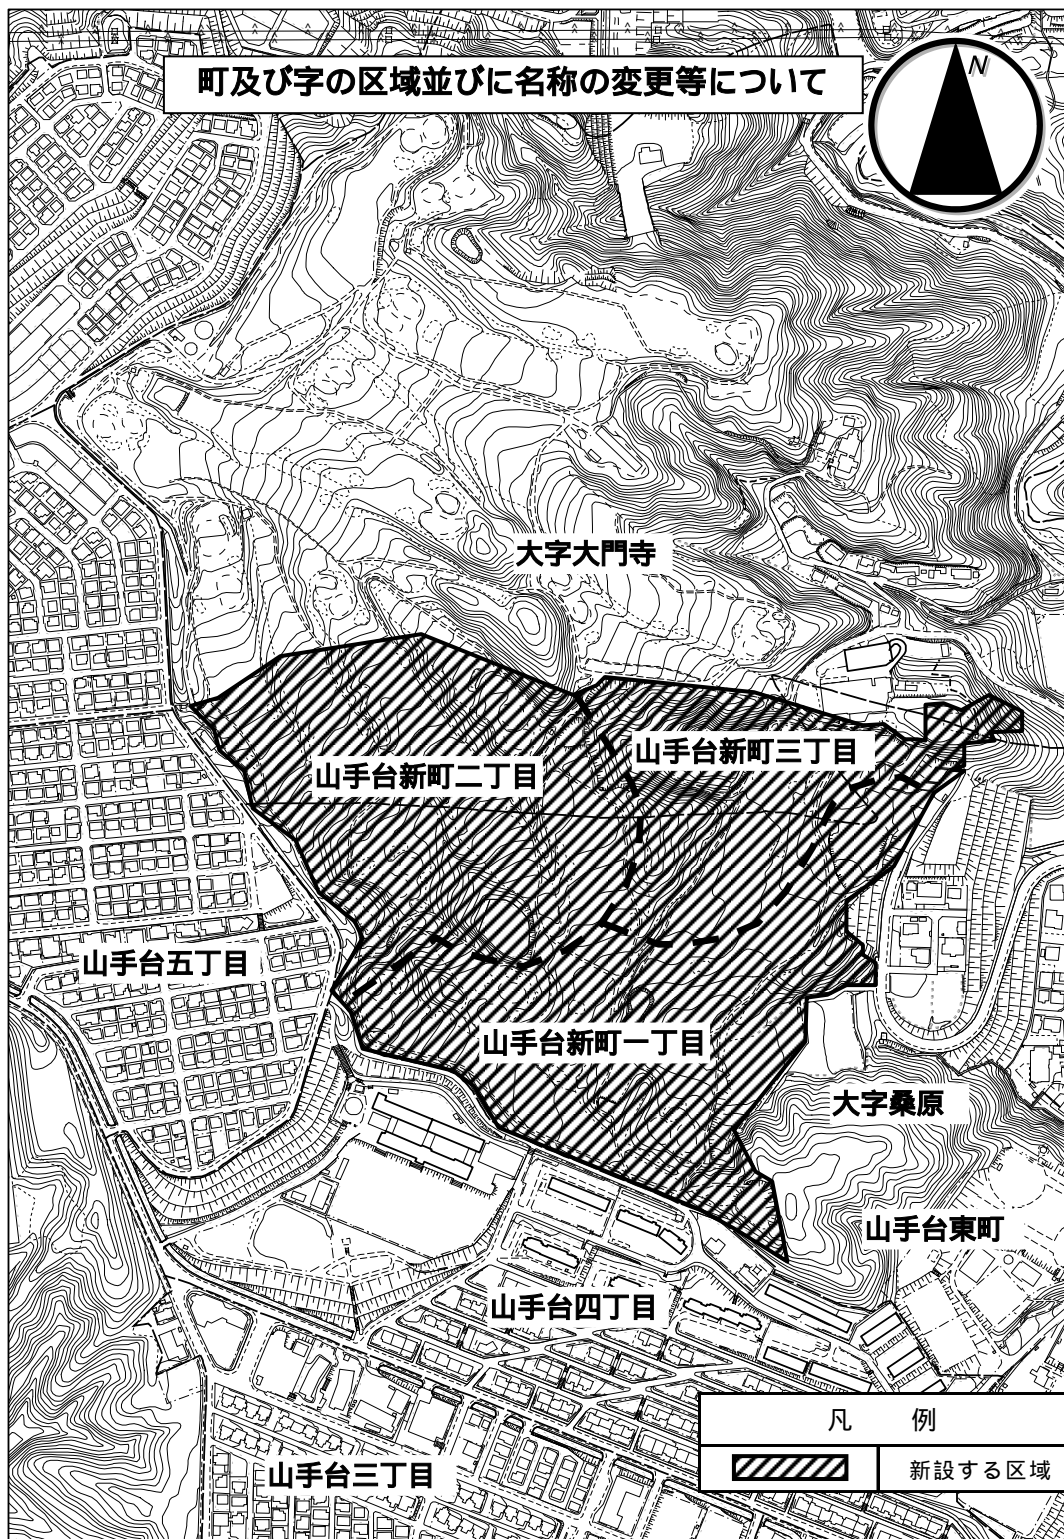 町及び字の区域並びに名称の変更等について
N
大字大門寺
山手台新町三丁目
山手台新町二丁目
山手台五丁目
山手台新町一丁目
大字桑原
山手台東町
山手台四丁目
山手台三丁目
凡 例
新設する区域